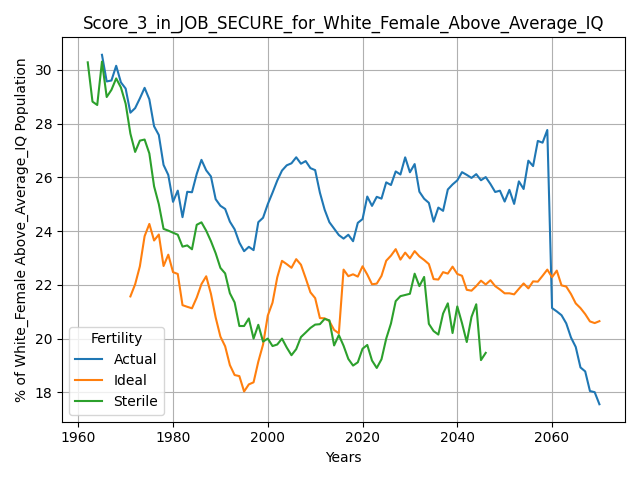 Score_3_in_JOB_SECURE_for_White_Female_Above_Average_IQ
% of White_Female Above_Average_IQ Population
30
28
26
24
22
20
18
Fertility
Actual
Ideal
Sterile
1960
1980
2000
2020
2040
2060
Years